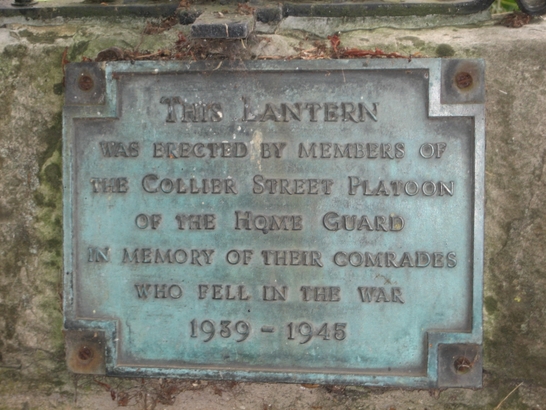 THIS LANTERN
WAS ERECTED BY MEMBERS OF
THE COLLIER STREET PLATOON
OF THE HOME GUARD
IN MEMORY OF THEIR COMRADES
WHO FELL IN THE WAR
1939 - 1945